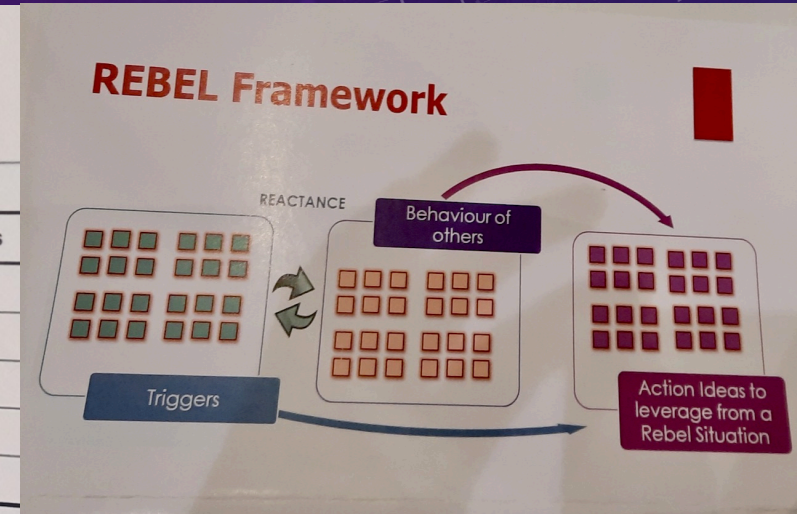 REBEL Framework
REACTANCE
Behaviour of
others
Triggers
Action Ideas to
leverage from a
Rebel Situation